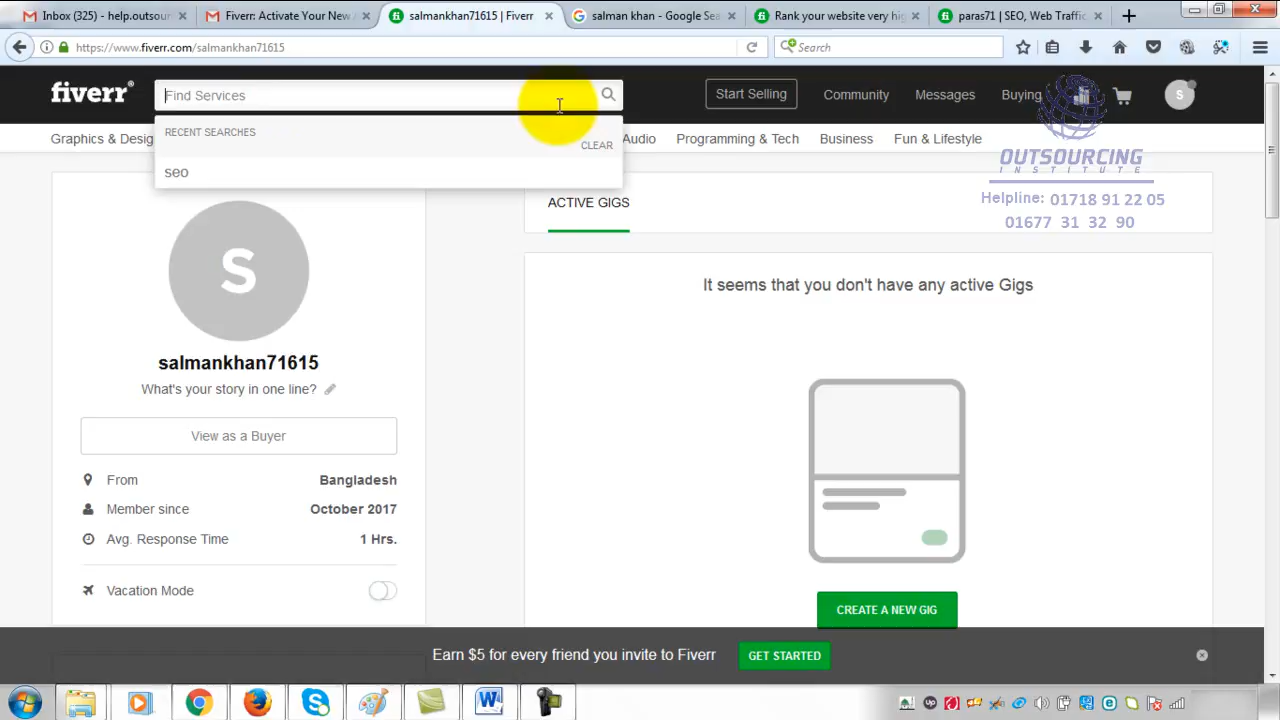 Inbox (325) - help.outsour
Fiverr: Activate Your New A
salmankhan71615 | Fiverr
salman khan - Google Sea
Rank your website very hig
paras71 | SEO, Web Traffic
https://www.fiverr.com/salmankhan71615
Search
fiverr®
Find Services
Start Selling
Community
Messages
Buying
S
RECENT SEARCHES
CLEAR
seo
Graphics & Desig
Audio
Programming & Tech
Business
Fun & Lifestyle
OUTSOURCING
INSTITUTE
Helpline: 01718 91 22 05
01677 31 32 90
S
salmankhan71615
What's your story in one line?
View as a Buyer
From Bangladesh
Member since October 2017
Avg. Response Time 1 Hrs.
Vacation Mode
ACTIVE GIGS
It seems that you don't have any active Gigs
CREATE A NEW GIG
Earn $5 for every friend you invite to Fiverr
GET STARTED